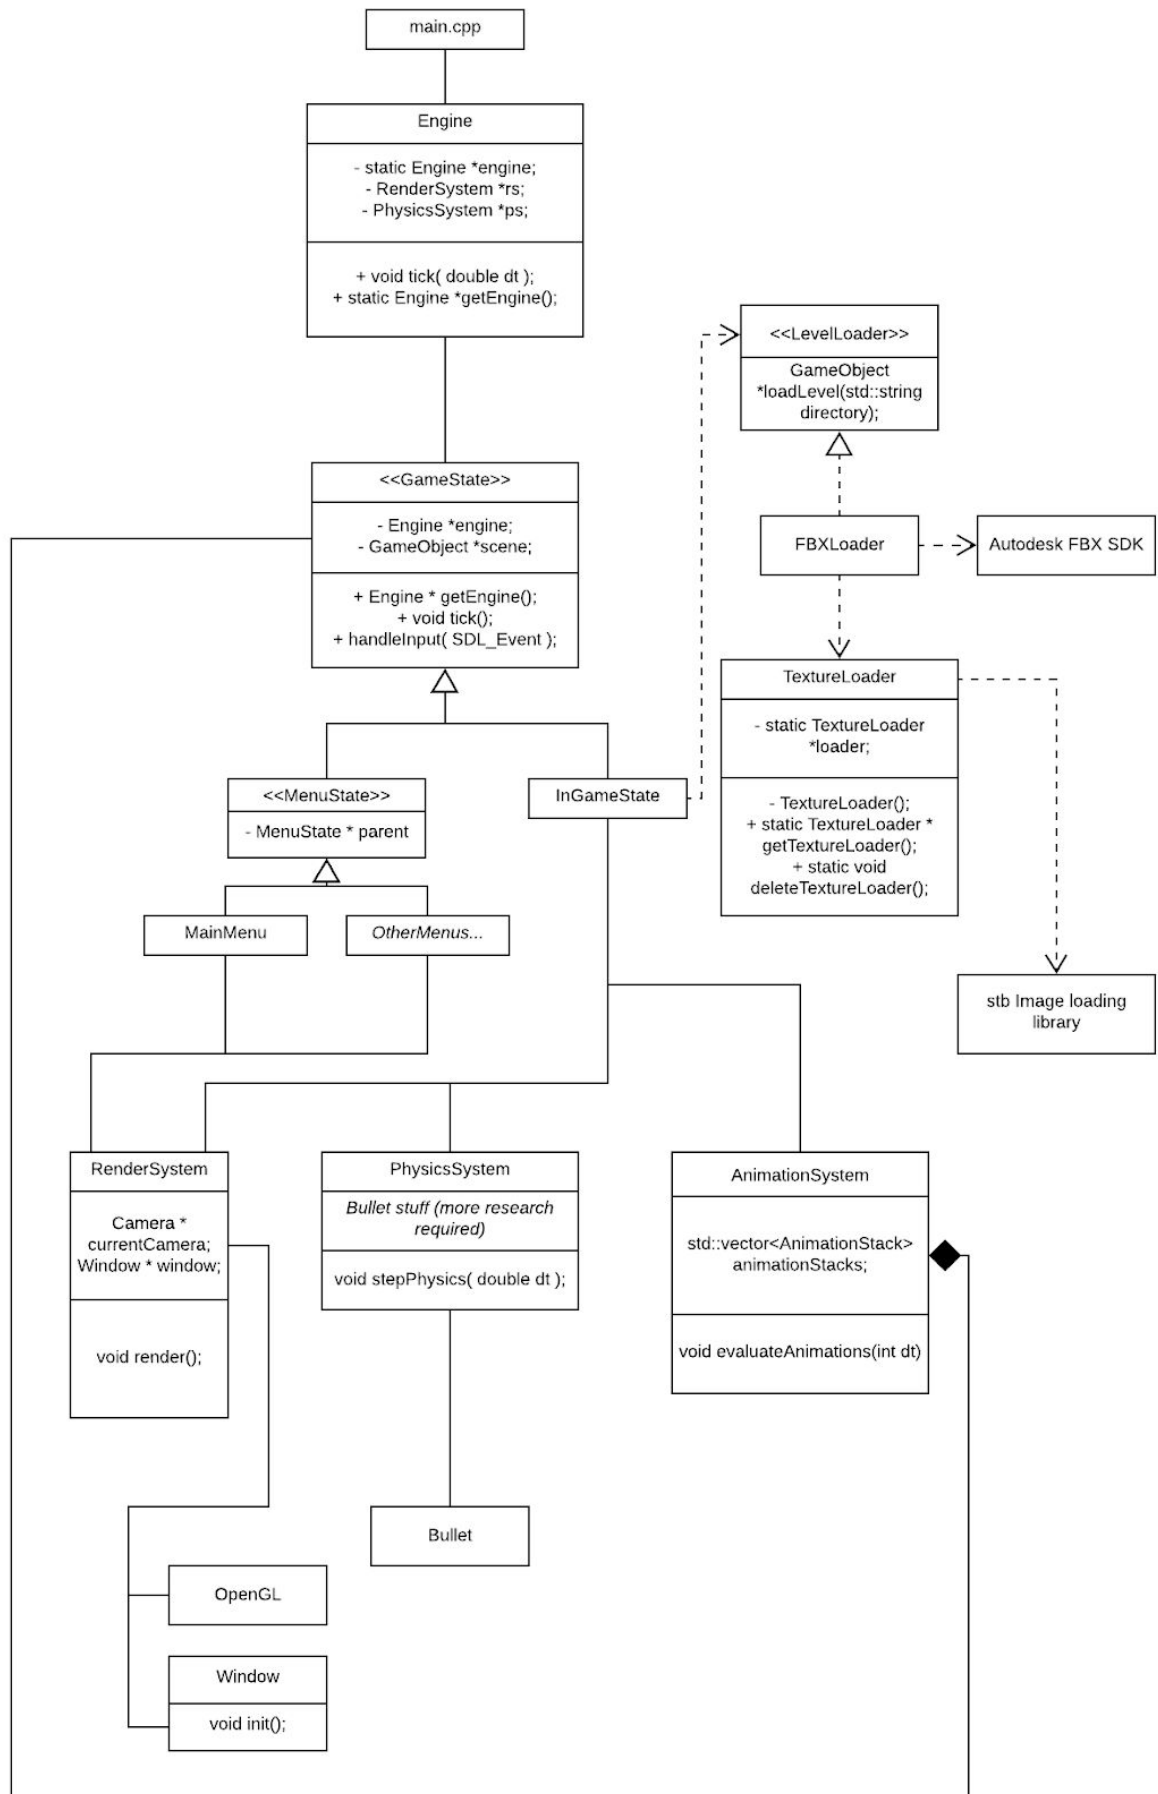 main.cpp
Engine
- static Engine *engine;
- RenderSystem *rs;
- PhysicsSystem *ps;
+ void tick( double dt );
+ static Engine *getEngine();
<<LevelLoader>>
GameObject
*loadLevel(std::string
directory);
<<GameState>>
- Engine *engine;
- GameObject *scene;
+ Engine * getEngine();
+ void tick();
+ handleInput( SDL_Event );
FBXLoader
Autodesk FBX SDK
TextureLoader
- static TextureLoader
*loader;
- TextureLoader();
+ static TextureLoader *
getTextureLoader();
+ static void
deleteTextureLoader();
<<MenuState>>
- MenuState * parent
InGameState
MainMenu
OtherMenus...
stb Image loading
library
RenderSystem
Camera *
currentCamera;
Window * window;
void render();
PhysicsSystem
Bullet stuff (more research
required)
void stepPhysics( double dt );
AnimationSystem
std::vector<AnimationStack>
animationStacks;
void evaluateAnimations(int dt)
Bullet
OpenGL
Window
void init();